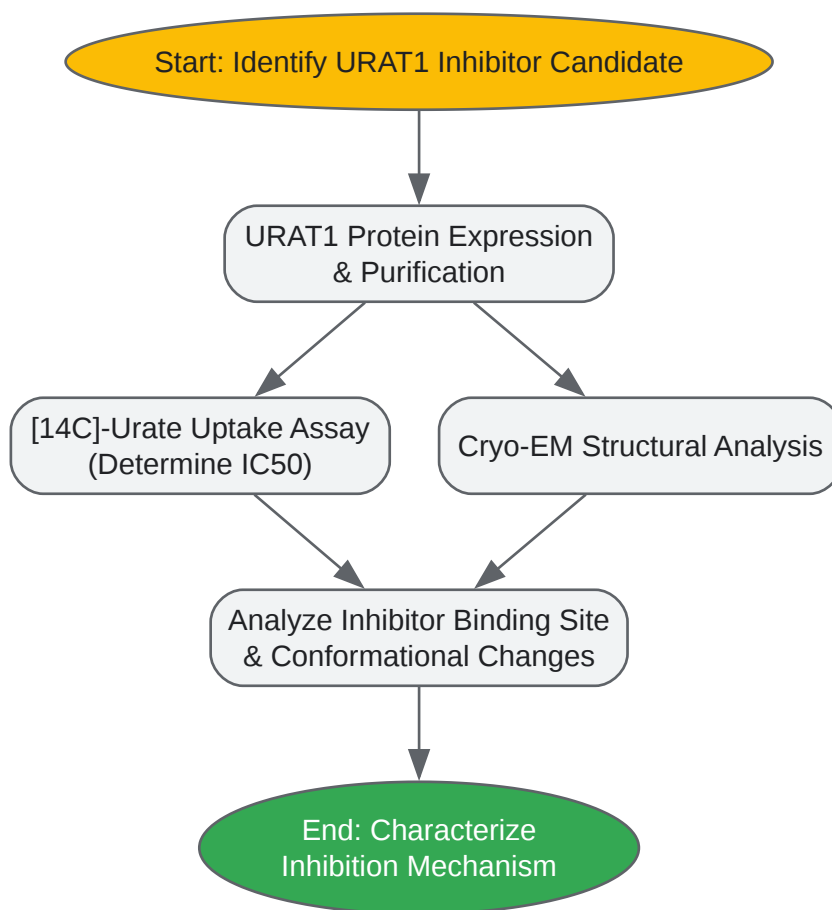 Start: Identify URAT1 Inhibitor Candidate
URAT1 Protein Expression
& Purification
[14C]-Urate Uptake Assay
(Determine IC50)
Cryo-EM Structural Analysis
Analyze Inhibitor Binding Site
& Conformational Changes
End: Characterize
Inhibition Mechanism